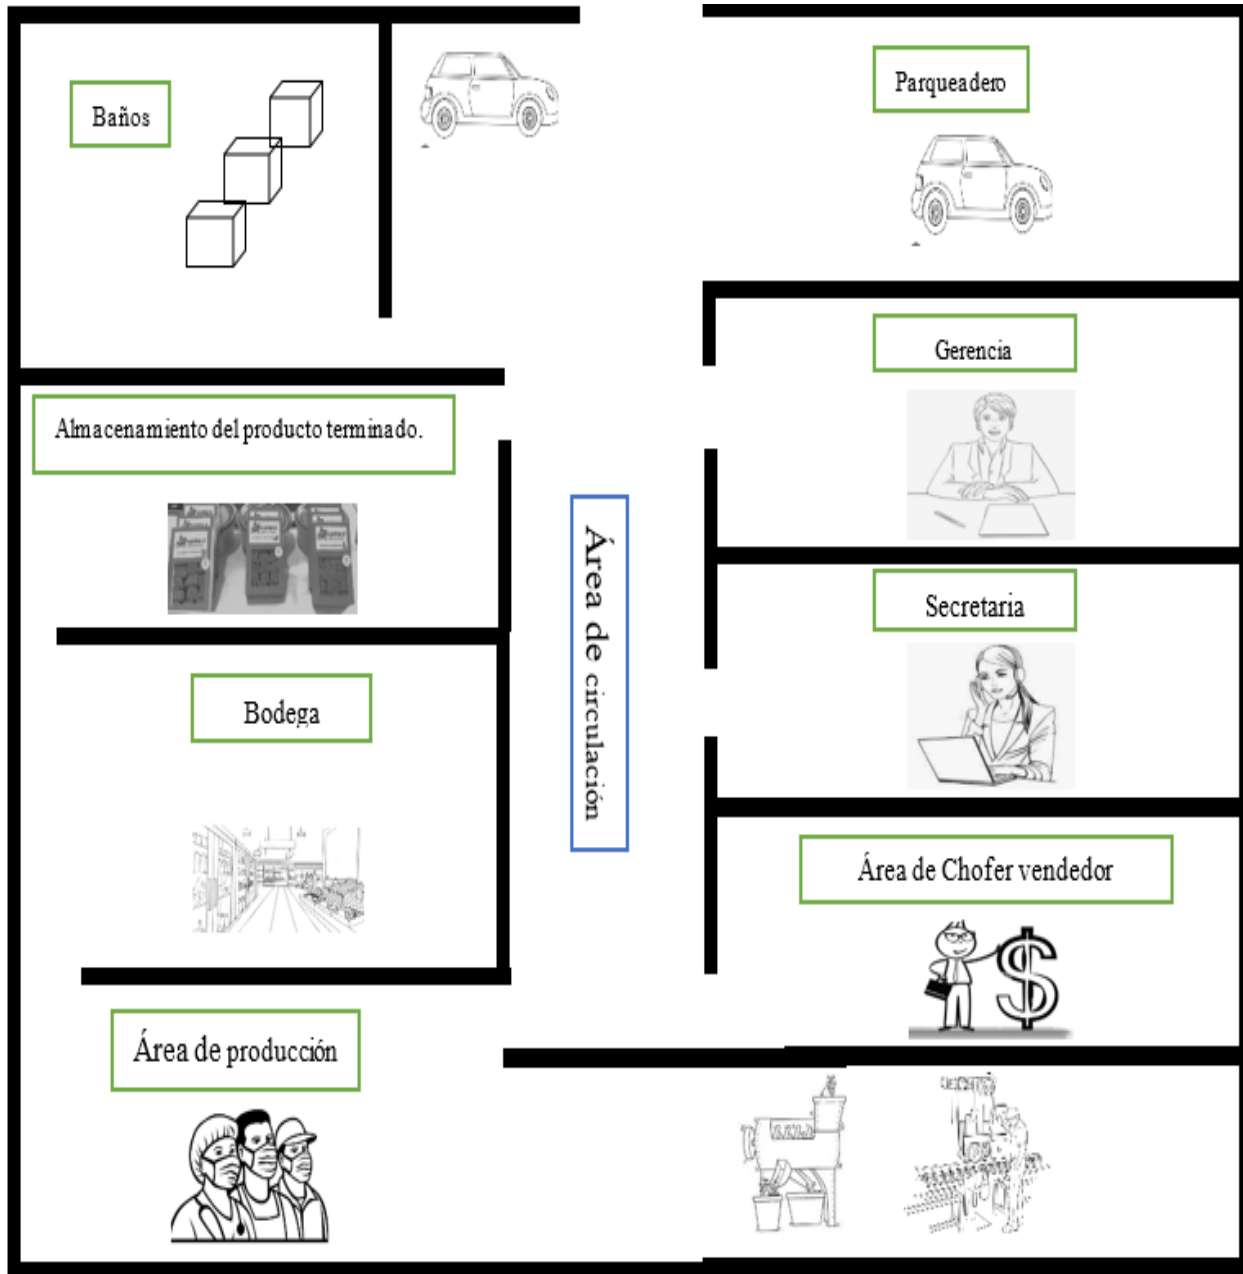 Baños
Parqueadero
Gerencia
Almacenamiento del producto terminado.
Área de circulación
Secretaria
Bodega
Área de Chofer vendedor
Área de producción